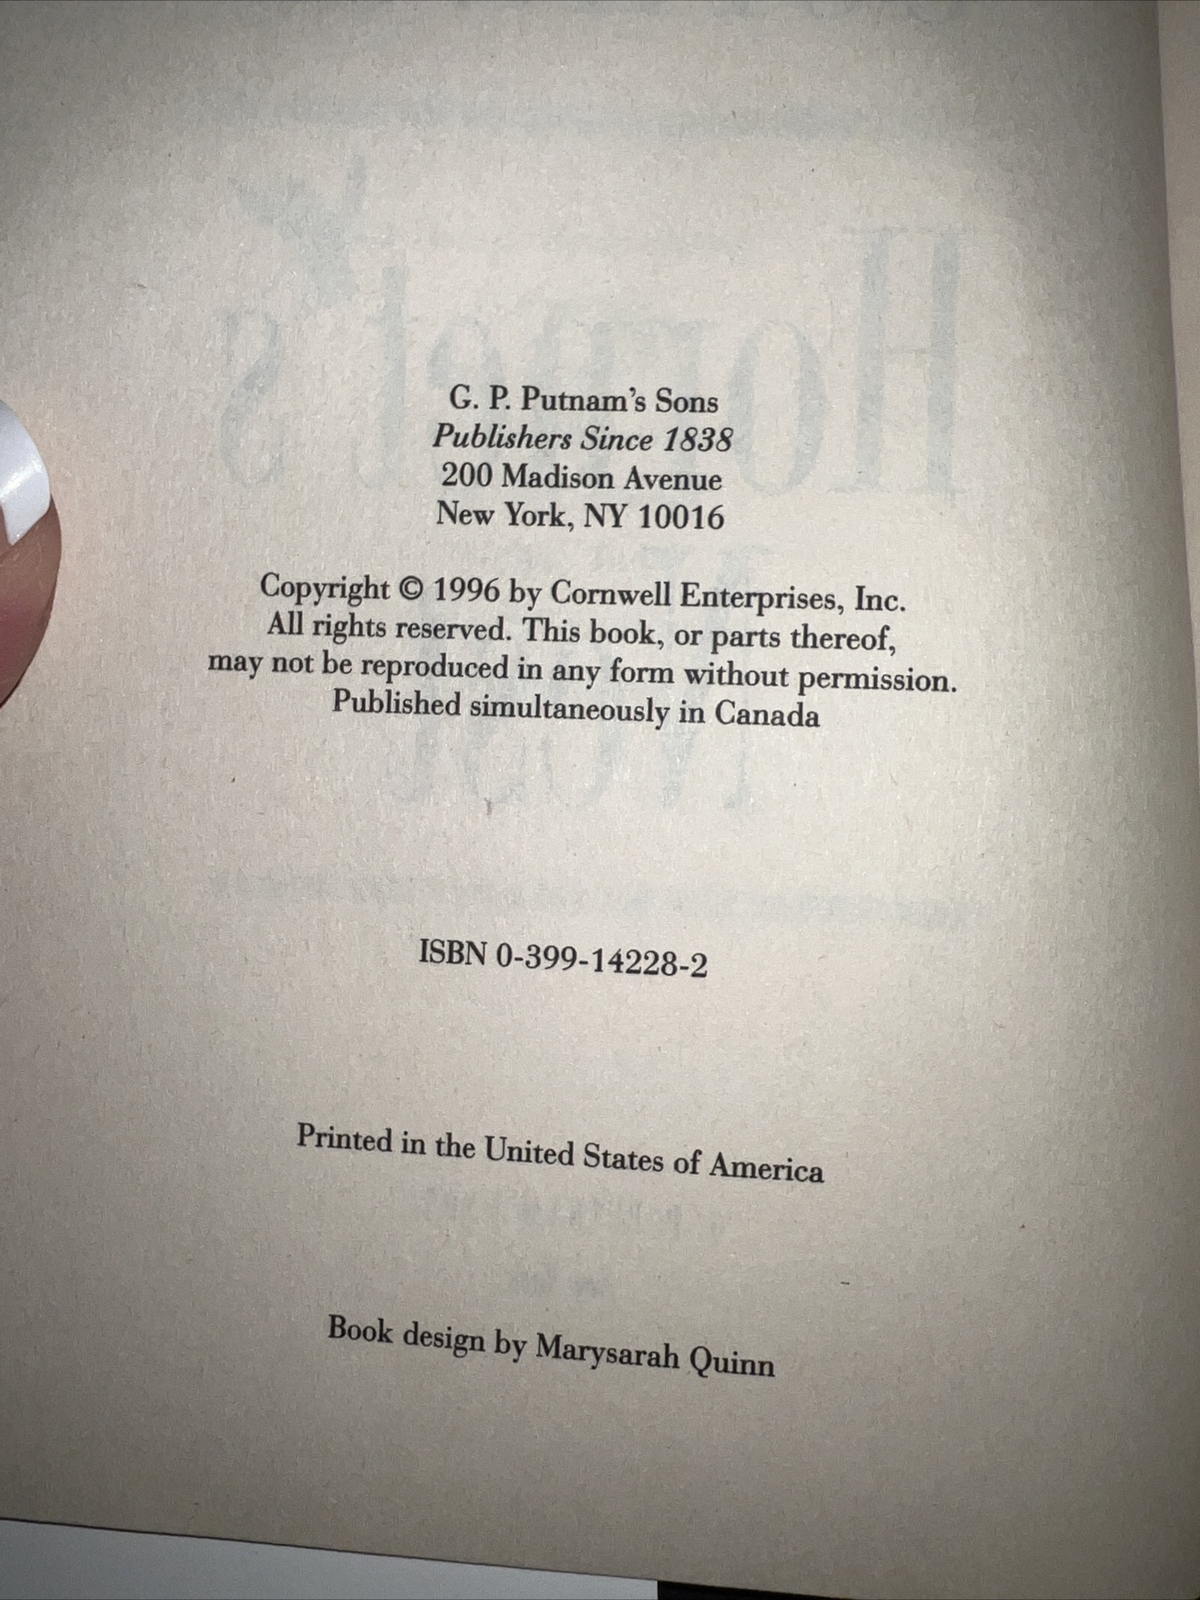 G. P. Putnam's Sons
Publishers Since 1838
200 Madison Avenue
New York, NY 10016
Copyright © 1996 by Cornwell Enterprises, Inc.
All rights reserved. This book, or parts thereof,
may not be reproduced in any form without permission.
Published simultaneously in Canada
ISBN 0-399-14228-2
Printed in the United States of America
Book design by Marysarah Quinn